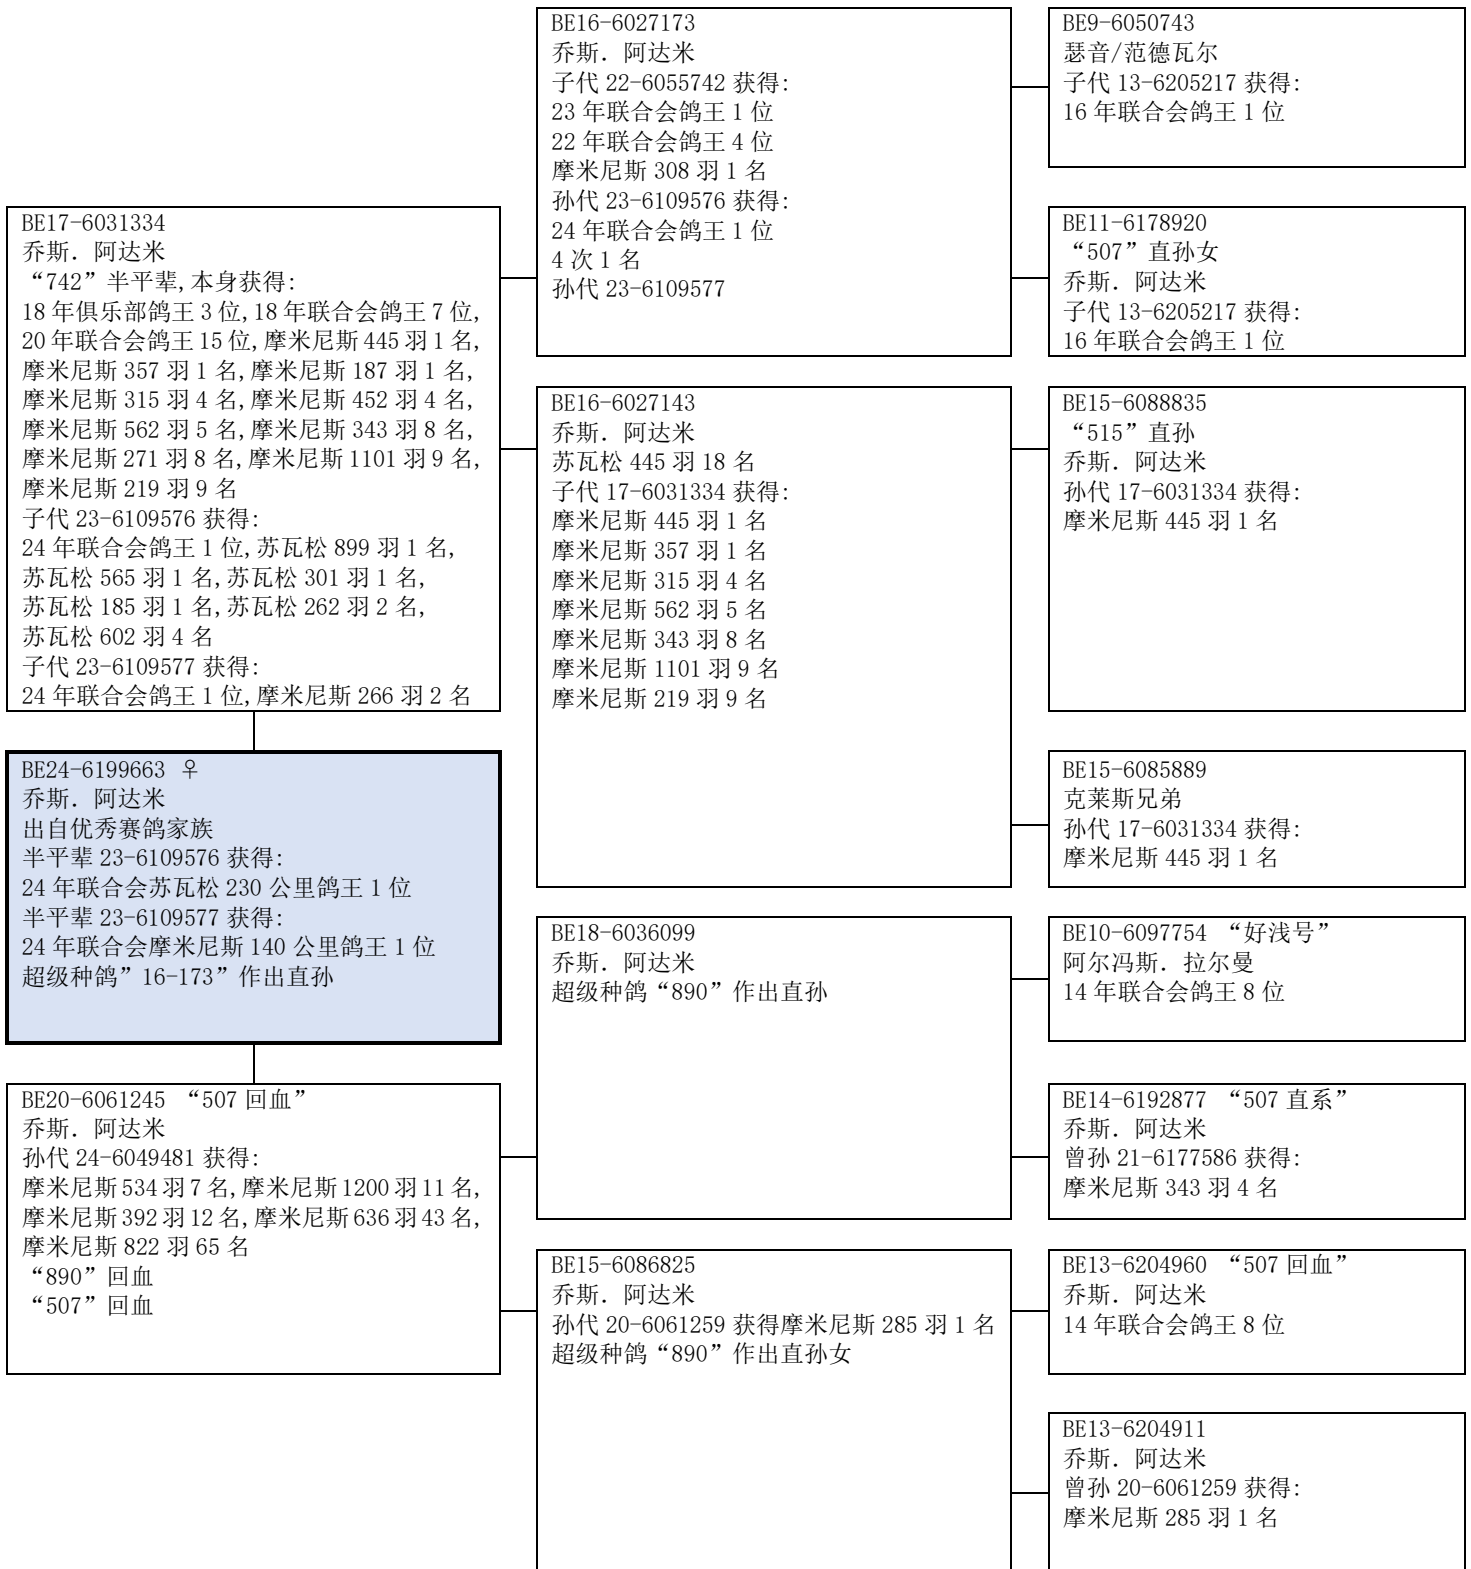 BE16-6027173
乔斯．阿达米
子代 22-6055742 获得:
23 年联合会鸽王 1 位
22 年联合会鸽王 4 位
摩米尼斯 308 羽 1 名
孙代 23-6109576 获得:
24 年联合会鸽王 1 位
4 次 1 名
孙代 23-6109577
BE9-6050743
瑟音/范德瓦尔
子代 13-6205217 获得:
16 年联合会鸽王 1 位
BE17-6031334
乔斯．阿达米
“742”半平辈,本身获得:
18 年俱乐部鸽王 3 位,18 年联合会鸽王 7 位,
20 年联合会鸽王 15 位,摩米尼斯 445 羽 1 名,
摩米尼斯 357 羽 1 名,摩米尼斯 187 羽 1 名,
摩米尼斯 315 羽 4 名,摩米尼斯 452 羽 4 名,
摩米尼斯 562 羽 5 名,摩米尼斯 343 羽 8 名,
摩米尼斯 271 羽 8 名,摩米尼斯 1101 羽 9 名,
摩米尼斯 219 羽 9 名
子代 23-6109576 获得:
24 年联合会鸽王 1 位,苏瓦松 899 羽 1 名,
苏瓦松 565 羽 1 名,苏瓦松 301 羽 1 名,
苏瓦松 185 羽 1 名,苏瓦松 262 羽 2 名,
苏瓦松 602 羽 4 名
子代 23-6109577 获得:
24 年联合会鸽王 1 位,摩米尼斯 266 羽 2 名
BE11-6178920
“507”直孙女
乔斯．阿达米
子代 13-6205217 获得:
16 年联合会鸽王 1 位
BE16-6027143
乔斯．阿达米
苏瓦松 445 羽 18 名
子代 17-6031334 获得:
摩米尼斯 445 羽 1 名
摩米尼斯 357 羽 1 名
摩米尼斯 315 羽 4 名
摩米尼斯 562 羽 5 名
摩米尼斯 343 羽 8 名
摩米尼斯 1101 羽 9 名
摩米尼斯 219 羽 9 名
BE15-6088835
“515”直孙
乔斯．阿达米
孙代 17-6031334 获得:
摩米尼斯 445 羽 1 名
BE24-6199663 ♀
乔斯．阿达米
出自优秀赛鸽家族
半平辈 23-6109576 获得:
24 年联合会苏瓦松 230 公里鸽王 1 位
半平辈 23-6109577 获得:
24 年联合会摩米尼斯 140 公里鸽王 1 位
超级种鸽”16-173”作出直孙
BE15-6085889
克莱斯兄弟
孙代 17-6031334 获得:
摩米尼斯 445 羽 1 名
BE18-6036099
乔斯．阿达米
超级种鸽“890”作出直孙
BE10-6097754 “好浅号”
阿尔冯斯．拉尔曼
14 年联合会鸽王 8 位
BE20-6061245 “507 回血”
乔斯．阿达米
孙代 24-6049481 获得:
摩米尼斯 534 羽 7 名,摩米尼斯 1200 羽 11 名,
摩米尼斯 392 羽 12 名,摩米尼斯 636 羽 43 名,
摩米尼斯 822 羽 65 名
“890”回血
“507”回血
BE14-6192877 “507 直系”
乔斯．阿达米
曾孙 21-6177586 获得:
摩米尼斯 343 羽 4 名
BE15-6086825
乔斯．阿达米
孙代 20-6061259 获得摩米尼斯 285 羽 1 名
超级种鸽“890”作出直孙女
BE13-6204960 “507 回血”
乔斯．阿达米
14 年联合会鸽王 8 位
BE13-6204911
乔斯．阿达米
曾孙 20-6061259 获得:
摩米尼斯 285 羽 1 名